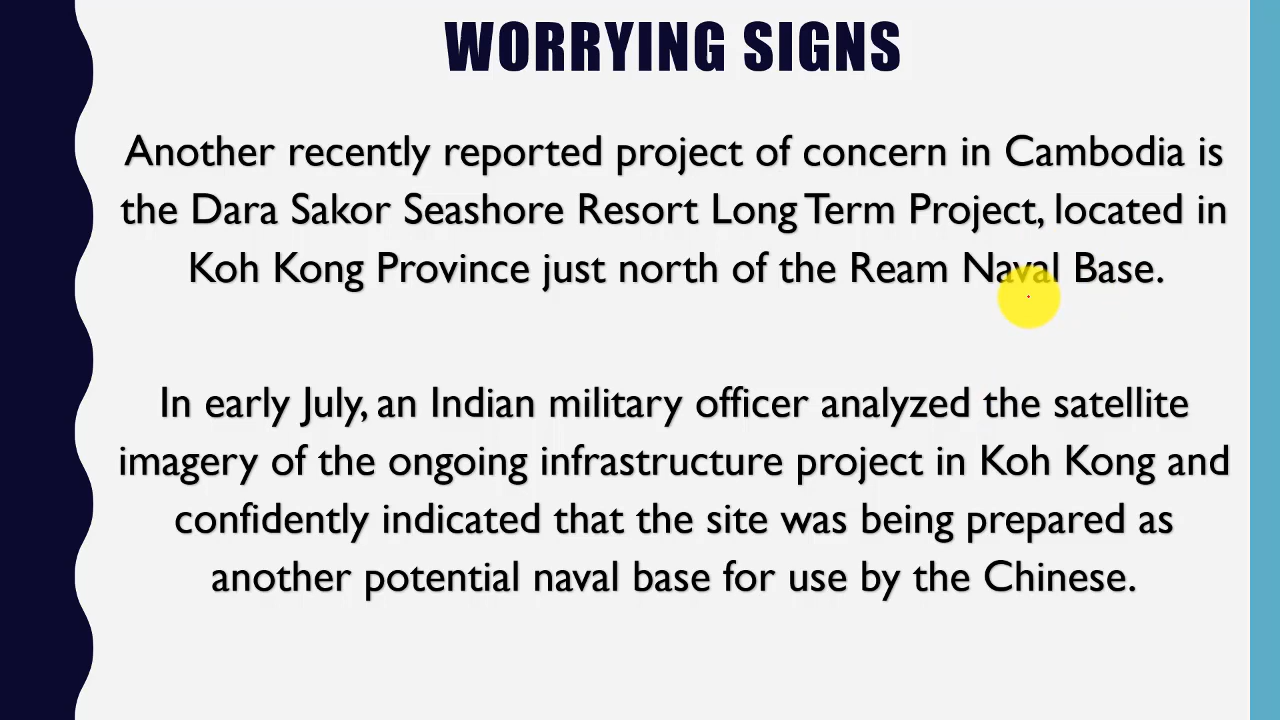 WORRYING SIGNS
Another recently reported project of concern in Cambodia is
the Dara Sakor Seashore Resort Long Term Project, located in
Koh Kong Province just north of the Ream Naval Base.
In early July, an Indian military officer analyzed the satellite
imagery of the ongoing infrastructure project in Koh Kong and
confidently indicated that the site was being prepared as
another potential naval base for use by the Chinese.